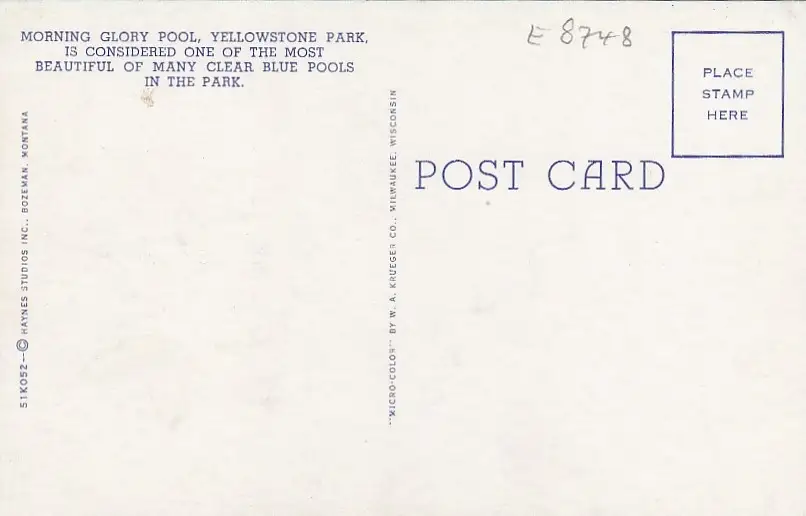 MORNING GLORY POOL, YELLOWSTONE PARK,
IS CONSIDERED ONE OF THE MOST
BEAUTIFUL OF MANY CLEAR BLUE POOLS
IN THE PARK.
E 8748
PLACE
STAMP
HERE
POST CARD
51K052—© HAYNES STUDIOS INC., BOZEMAN, MONTANA
"MICRO-COLOR" BY W. A. KRUEGER CO., MILWAUKEE, WISCONSIN